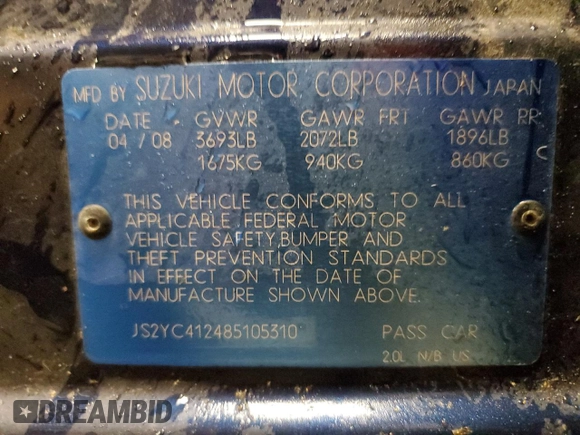 MFD BY SUZUKI MOTOR CORPORATION JAPAN
DATE GVWR GAWR FRT GAWR RR
04 / 08 3693LB 2072LB 1896LB
1675KG 940KG 860KG
THIS VEHICLE CONFORMS TO ALL
APPLICABLE FEDERAL MOTOR
VEHICLE SAFETY,BUMPER AND
THEFT PREVENTION STANDARDS
IN EFFECT ON THE DATE OF
MANUFACTURE SHOWN ABOVE.
JS2YC412485105310 PASS CAR
2.0L N/B US
DREAMBID